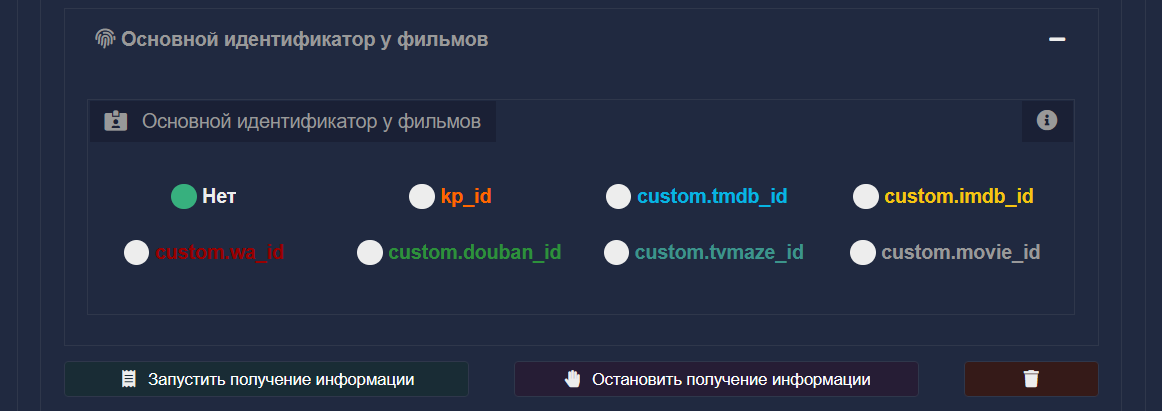 Основной идентификатор у фильмов
Основной идентификатор у фильмов
Нет kp_id custom.tmdb_id custom.imdb_id
custom.wa_id custom.douban_id custom.tvmaze_id custom.movie_id
Запустить получение информации Остановить получение информации